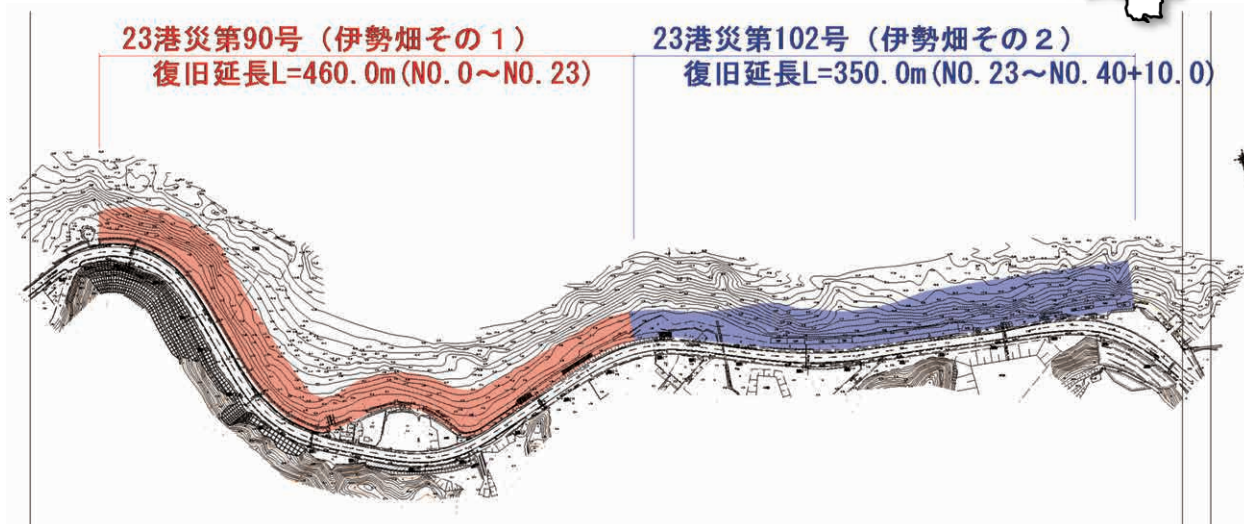 23港災第90号（伊勢畑その１）
復旧延長L=460.0m(NO.0～NO.23)
23港災第102号（伊勢畑その２）
復旧延長L=350.0m(NO.23～NO.40+10.0)